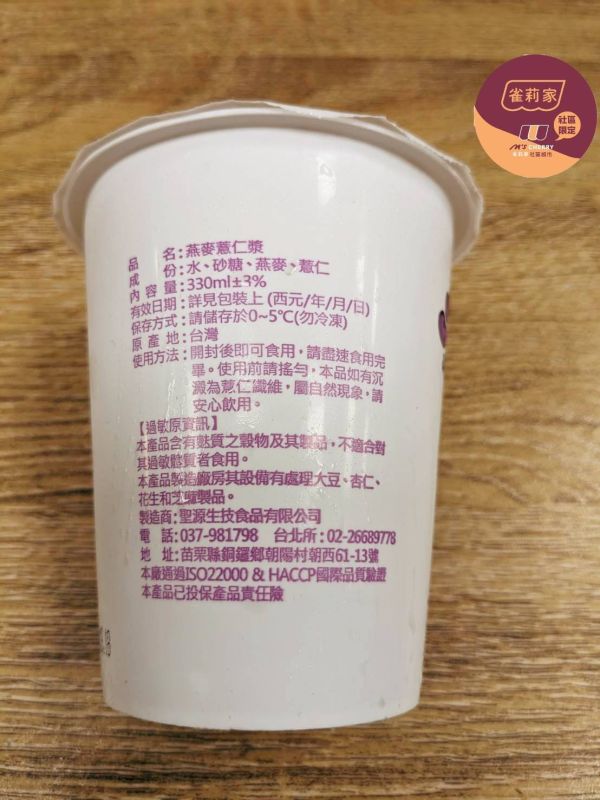 雀莉家
社區
限定
M's CHERRY
雀莉家 社區超市
品名:燕麥薏仁漿
成份:水、砂糖、燕麥、薏仁
內容量:330ml±3%
有效日期:詳見包裝上 (西元/年/月/日)
保存方式:請儲存於0~5℃(勿冷凍)
原產地:台灣
使用方法:開封後即可食用,請盡速食用完
畢。使用前請搖勻,本品如有沉
澱為薏仁纖維,屬自然現象,請
安心飲用。
【過敏原資訊】
本產品含有麩質之穀物及其製品,不適合對
其過敏體質者食用。
本產品製造廠房其設備有處理大豆、杏仁、
花生和芝麻製品。
製造商:聖源生技食品有限公司
電話:037-981798 台北所:02-26689778
地址:苗栗縣銅鑼鄉朝陽村朝西61-13號
本廠通過ISO22000 & HACCP國際品質驗證
本產品已投保產品責任險